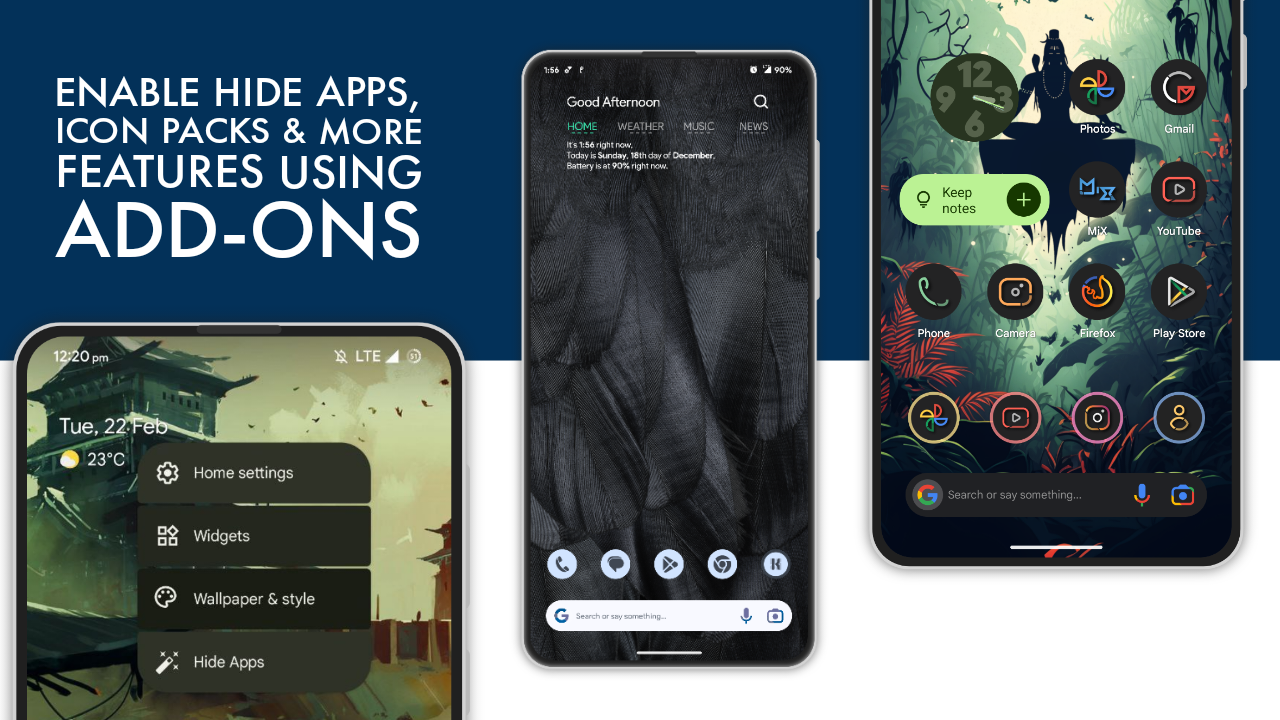 ENABLE HIDE APPS,
ICON PACKS & MORE
FEATURES USING
ADD-ONS
12:20 pm
LTE
51
Tue, 22 Feb
23°C
Home settings
Widgets
Wallpaper & style
Hide Apps
1:56
90%
Good Afternoon
HOME WEATHER MUSIC NEWS
It's 1:56 right now,
Today is Sunday, 18th day of December,
Battery is at 90% right now.
Search or say something...
12
9 3
6
Photos Gmail
Keep
notes
MiX YouTube
Phone Camera Firefox Play Store
Search or say something...